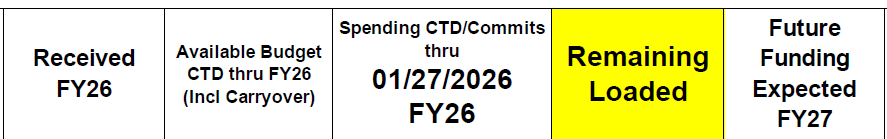 Received
FY26
Available Budget
CTD thru FY26
(Incl Carryover)
Spending CTD/Commits
thru
01/27/2026
FY26
Remaining
Loaded
Future
Funding
Expected
FY27